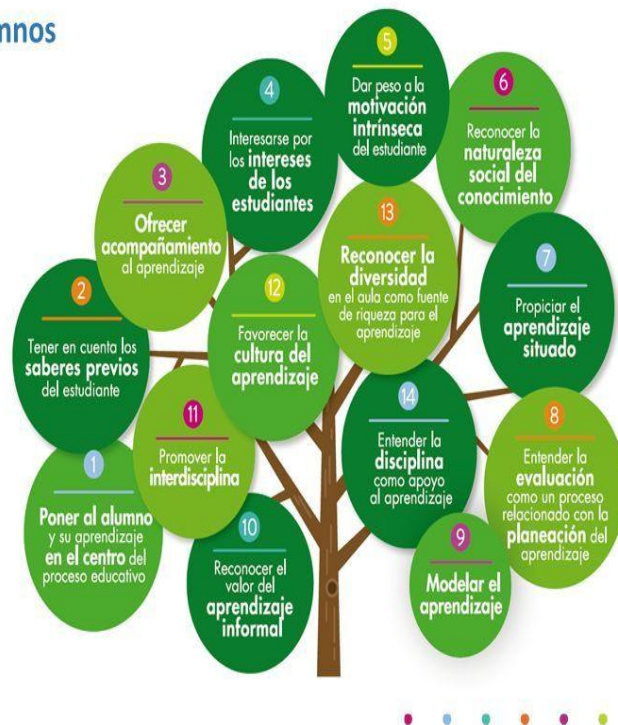 mnos
1
Poner al alumno
y su aprendizaje
en el centro del
proceso educativo
2
Tener en cuenta los
saberes previos
del estudiante
3
Ofrecer
acompañamiento
al aprendizaje
4
Interesarse por
los intereses
de los
estudiantes
5
Dar peso a la
motivación
intrínseca
del estudiante
6
Reconocer la
naturaleza
social del
conocimiento
7
Propiciar el
aprendizaje
situado
8
Entender la
evaluación
como un proceso
relacionado con la
planeación del
aprendizaje
9
Modelar el
aprendizaje
10
Reconocer el
valor del
aprendizaje
informal
11
Promover la
interdisciplina
12
Favorecer la
cultura del
aprendizaje
13
Reconocer la
diversidad
en el aula como fuente
de riqueza para el
aprendizaje
14
Entender la
disciplina
como apoyo
al aprendizaje